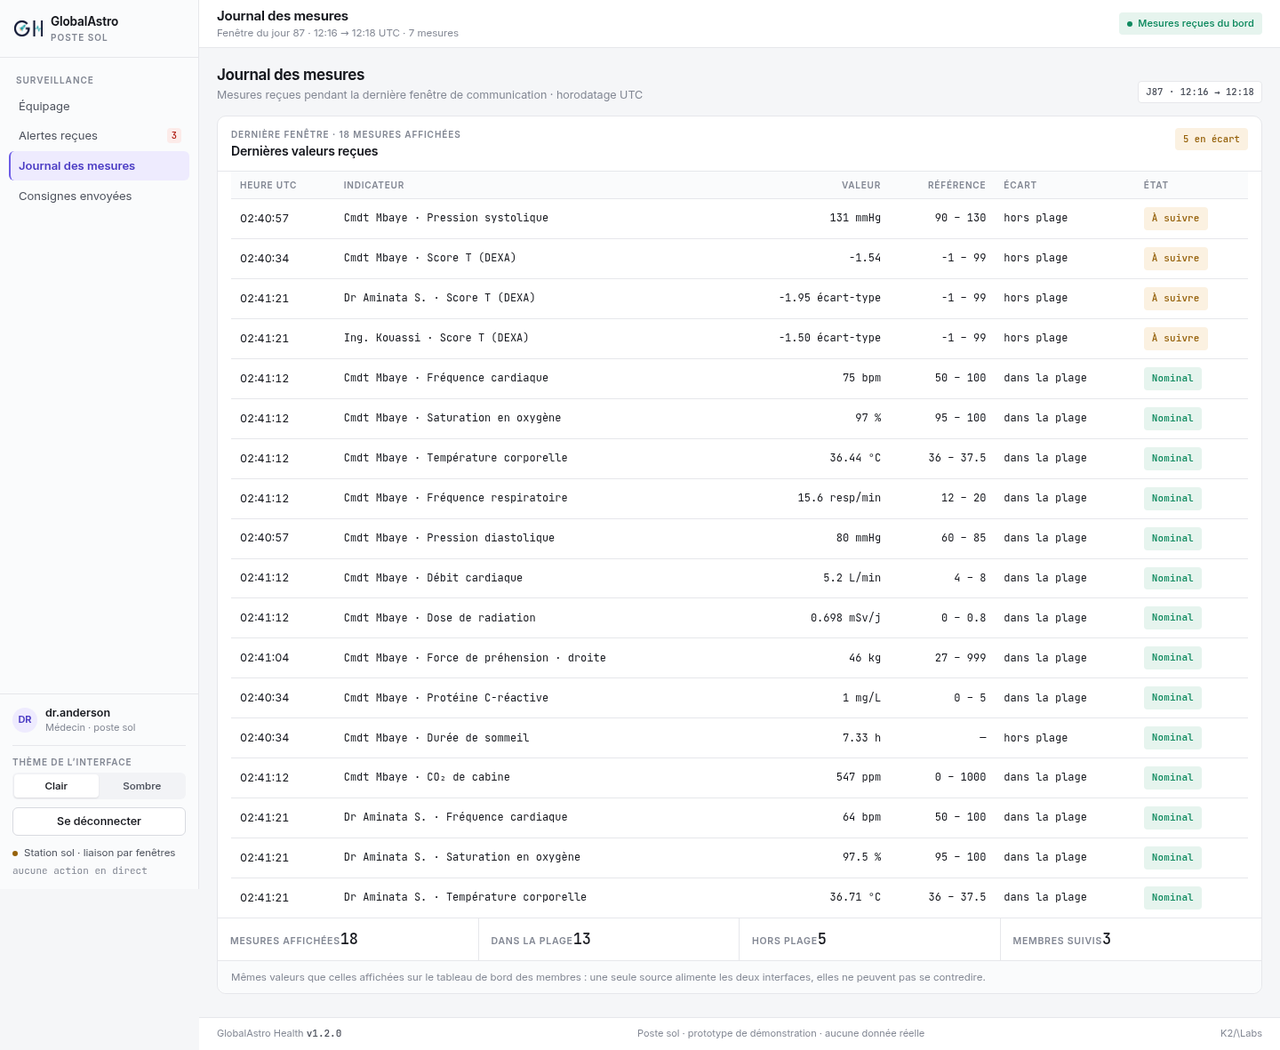 GH
GlobalAstro
POSTE SOL
SURVEILLANCE
Équipage
Alertes reçues 3
Journal des mesures
Consignes envoyées
DR
dr.anderson
Médecin · poste sol
THÈME DE L'INTERFACE
Clair Sombre
Se déconnecter
Station sol · liaison par fenêtres
aucune action en direct
Journal des mesures
Fenêtre du jour 87 · 12:16 → 12:18 UTC · 7 mesures
Mesures reçues du bord
Journal des mesures
Mesures reçues pendant la dernière fenêtre de communication · horodatage UTC
J87 · 12:16 → 12:18
DERNIÈRE FENÊTRE · 18 MESURES AFFICHÉES
Dernières valeurs reçues
5 en écart
HEURE UTC INDICATEUR VALEUR RÉFÉRENCE ÉCART ÉTAT
02:40:57 Cmdt Mbaye · Pression systolique 131 mmHg 90 – 130 hors plage À suivre
02:40:34 Cmdt Mbaye · Score T (DEXA) -1.54 -1 – 99 hors plage À suivre
02:41:21 Dr Aminata S. · Score T (DEXA) -1.95 écart-type -1 – 99 hors plage À suivre
02:41:21 Ing. Kouassi · Score T (DEXA) -1.50 écart-type -1 – 99 hors plage À suivre
02:41:12 Cmdt Mbaye · Fréquence cardiaque 75 bpm 50 – 100 dans la plage Nominal
02:41:12 Cmdt Mbaye · Saturation en oxygène 97 % 95 – 100 dans la plage Nominal
02:41:12 Cmdt Mbaye · Température corporelle 36.44 °C 36 – 37.5 dans la plage Nominal
02:41:12 Cmdt Mbaye · Fréquence respiratoire 15.6 resp/min 12 – 20 dans la plage Nominal
02:40:57 Cmdt Mbaye · Pression diastolique 80 mmHg 60 – 85 dans la plage Nominal
02:41:12 Cmdt Mbaye · Débit cardiaque 5.2 L/min 4 – 8 dans la plage Nominal
02:41:12 Cmdt Mbaye · Dose de radiation 0.698 mSv/j 0 – 0.8 dans la plage Nominal
02:41:04 Cmdt Mbaye · Force de préhension · droite 46 kg 27 – 999 dans la plage Nominal
02:40:34 Cmdt Mbaye · Protéine C-réactive 1 mg/L 0 – 5 dans la plage Nominal
02:40:34 Cmdt Mbaye · Durée de sommeil 7.33 h — hors plage Nominal
02:41:12 Cmdt Mbaye · CO₂ de cabine 547 ppm 0 – 1000 dans la plage Nominal
02:41:21 Dr Aminata S. · Fréquence cardiaque 64 bpm 50 – 100 dans la plage Nominal
02:41:21 Dr Aminata S. · Saturation en oxygène 97.5 % 95 – 100 dans la plage Nominal
02:41:21 Dr Aminata S. · Température corporelle 36.71 °C 36 – 37.5 dans la plage Nominal
MESURES AFFICHÉES18 DANS LA PLAGE13 HORS PLAGE5 MEMBRES SUIVIS3
Mêmes valeurs que celles affichées sur le tableau de bord des membres : une seule source alimente les deux interfaces, elles ne peuvent pas se contredire.
GlobalAstro Health v1.2.0 Poste sol · prototype de démonstration · aucune donnée réelle K2/\Labs